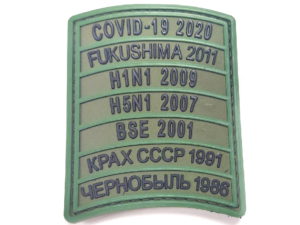 COVID-19 2020
FUKUSHIMA 2011
H1N1 2009
H5N1 2007
BSE 2001
КРАХ СССР 1991
ЧЕРНОБЫЛЬ 1986